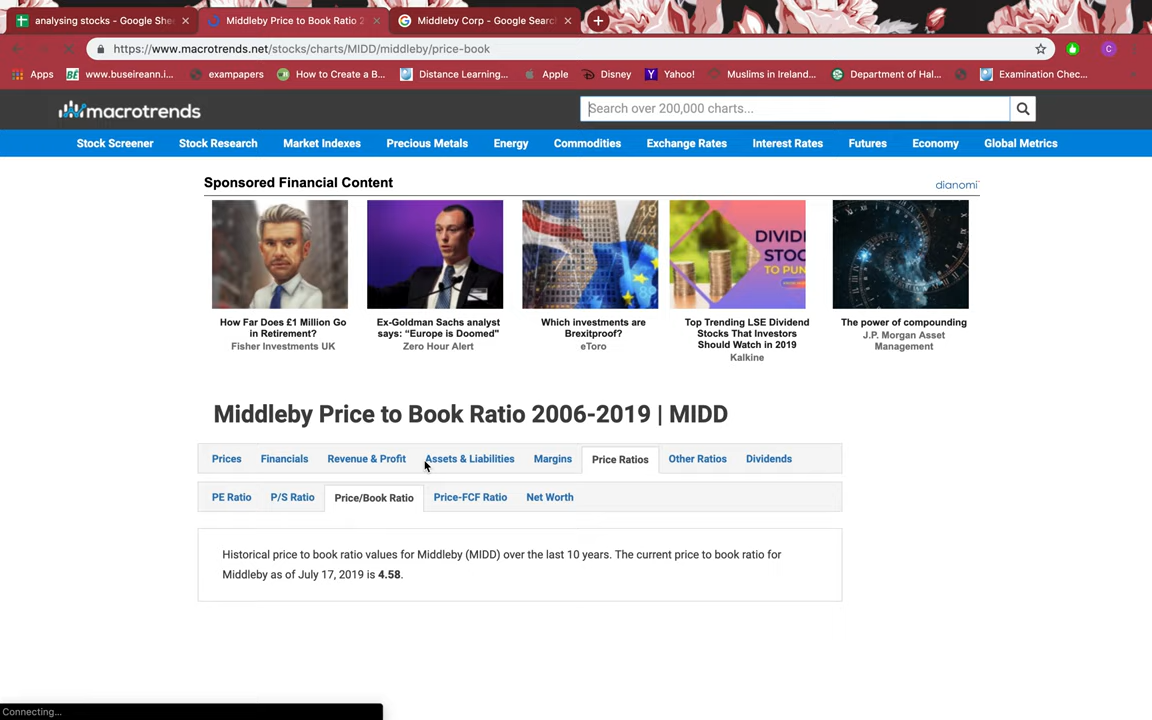 analysing stocks - Google She
Middleby Price to Book Ratio 2
Middleby Corp - Google Search
https://www.macrotrends.net/stocks/charts/MIDD/middleby/price-book
C
Apps
BÉ
www.buseireann.i...
exampapers
How to Create a B...
Distance Learning...
Apple
Disney
Yahoo!
Muslims in Ireland...
Department of Hal...
Examination Chec...
macrotrends
Search over 200,000 charts...
Stock Screener
Stock Research
Market Indexes
Precious Metals
Energy
Commodities
Exchange Rates
Interest Rates
Futures
Economy
Global Metrics
Sponsored Financial Content
dianomi
DIVID
STOC
TO PUN
How Far Does £1 Million Go
in Retirement?
Fisher Investments UK
Ex-Goldman Sachs analyst
says: “Europe is Doomed"
Zero Hour Alert
Which investments are
Brexitproof?
eToro
Top Trending LSE Dividend
Stocks That Investors
Should Watch in 2019
Kalkine
The power of compounding
J.P. Morgan Asset
Management
Middleby Price to Book Ratio 2006-2019 | MIDD
Prices
Financials
Revenue & Profit
Assets & Liabilities
Margins
Price Ratios
Other Ratios
Dividends
PE Ratio
P/S Ratio
Price/Book Ratio
Price-FCF Ratio
Net Worth
Historical price to book ratio values for Middleby (MIDD) over the last 10 years. The current price to book ratio for
Middleby as of July 17, 2019 is 4.58.
Connecting...